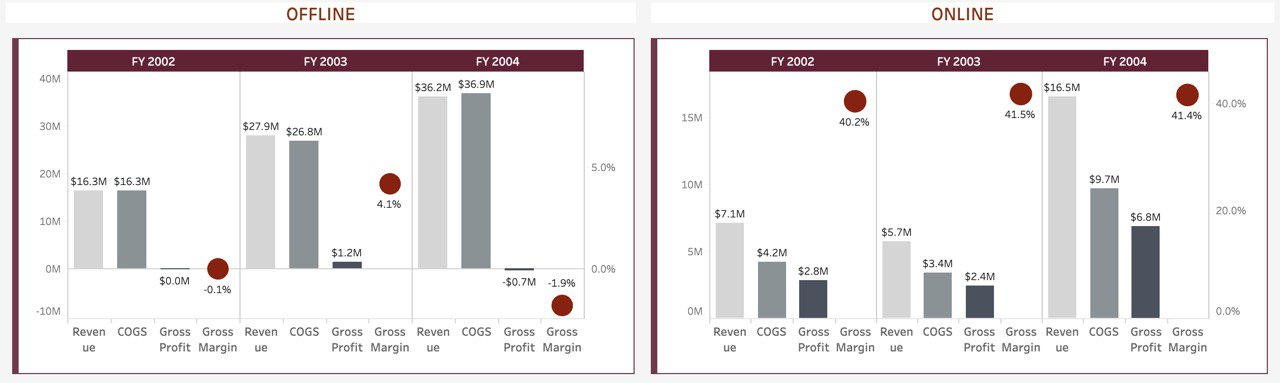 OFFLINE
FY 2002 FY 2003 FY 2004
40M
30M
20M
10M
0M
-10M
$16.3M $16.3M $0.0M -0.1%
$27.9M $26.8M $1.2M 4.1%
$36.2M $36.9M -$0.7M -1.9%
5.0%
0.0%
Reven COGS Gross Gross Reven COGS Gross Gross Reven COGS Gross Gross
ue Profit Margin ue Profit Margin ue Profit Margin
ONLINE
FY 2002 FY 2003 FY 2004
15M
10M
5M
0M
$7.1M $4.2M $2.8M 40.2%
$5.7M $3.4M $2.4M 41.5%
$16.5M $9.7M $6.8M 41.4%
40.0%
20.0%
0.0%
Reven COGS Gross Gross Reven COGS Gross Gross Reven COGS Gross Gross
ue Profit Margin ue Profit Margin ue Profit Margin